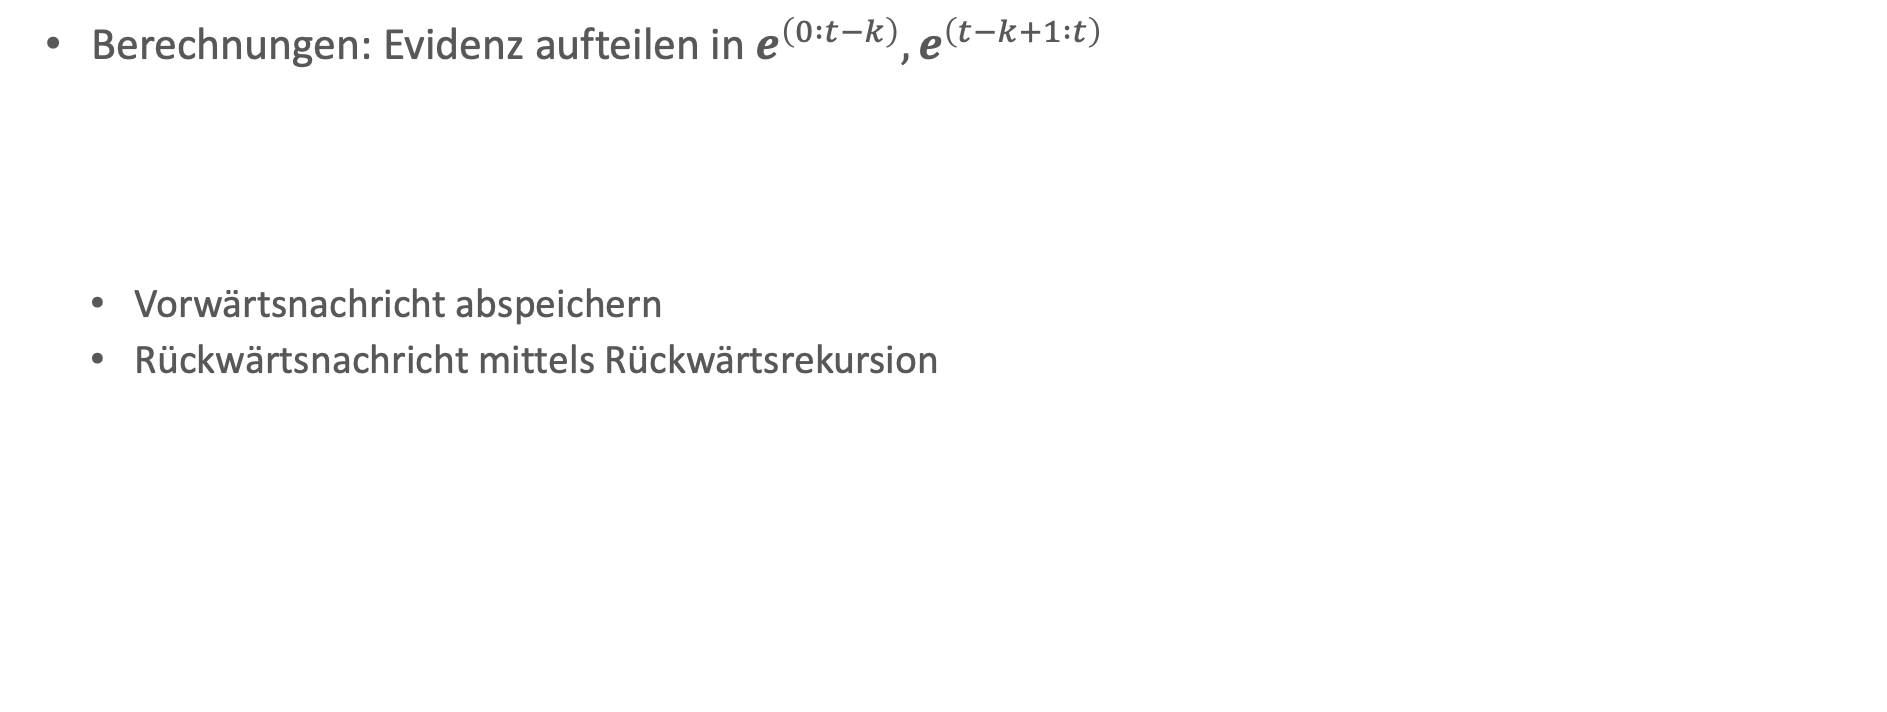 • Berechnungen: Evidenz aufteilen in e^(0:t−k), e^(t−k+1:t)
• Vorwärtsnachricht abspeichern
• Rückwärtsnachricht mittels Rückwärtsrekursion